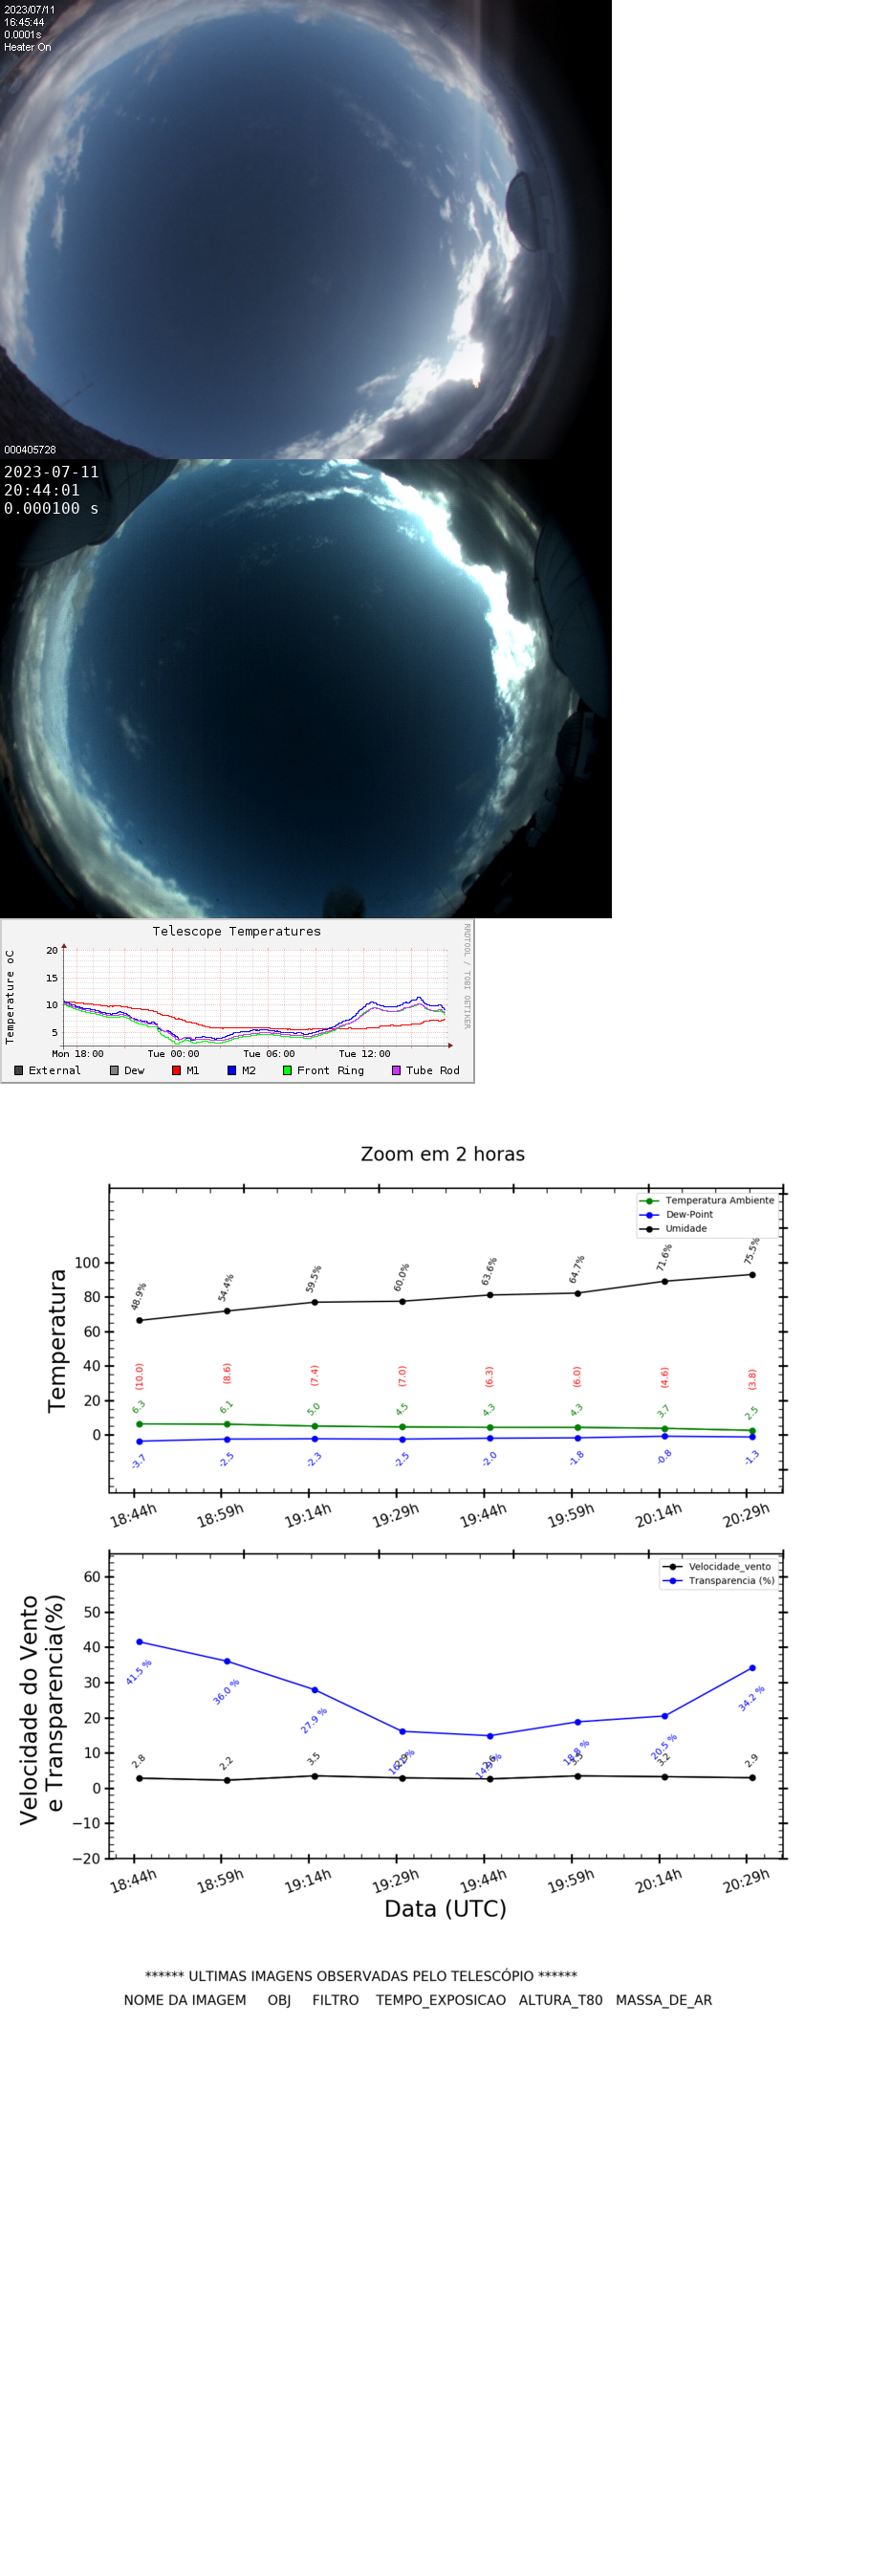 2023/07/11
16:45:44
0.0001s
Heater On
000405728
2023-07-11
20:44:01
0.000100 s
Telescope Temperatures
RRDTOOL / TOBI OETIKER
Temperature oC
20
15
10
5
Mon 18:00 Tue 00:00 Tue 06:00 Tue 12:00
External Dew M1 M2 Front Ring Tube Rod
Zoom em 2 horas
Temperatura Ambiente
Dew-Point
Umidade
Temperatura
100
80
60
40
20
0
48.9% 54.4% 59.5% 60.0% 63.6% 64.7% 71.6% 75.5%
(10.0) (8.6) (7.4) (7.0) (6.3) (6.0) (4.6) (3.8)
6.3 6.1 5.0 4.5 4.3 4.3 3.7 2.5
-3.7 -2.5 -2.3 -2.5 -2.0 -1.8 -0.8 -1.3
18:44h 18:59h 19:14h 19:29h 19:44h 19:59h 20:14h 20:29h
Velocidade_vento
Transparencia (%)
Velocidade do Vento
e Transparencia(%)
60
50
40
30
20
10
0
−10
−20
41.5 % 36.0 % 27.9 % 20.5 % 34.2 %
2.8 2.2 3.5 3.2 2.9
18:44h 18:59h 19:14h 19:29h 19:44h 19:59h 20:14h 20:29h
Data (UTC)
****** ULTIMAS IMAGENS OBSERVADAS PELO TELESCÓPIO ******
NOME DA IMAGEM OBJ FILTRO TEMPO_EXPOSICAO ALTURA_T80 MASSA_DE_AR